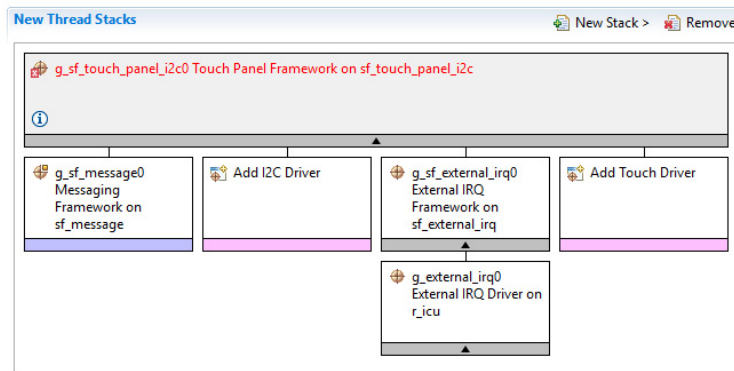 New Thread Stacks
New Stack >
Remove
g_sf_touch_panel_i2c0 Touch Panel Framework on sf_touch_panel_i2c
g_sf_message0
Messaging
Framework on
sf_message
Add I2C Driver
g_sf_external_irq0
External IRQ
Framework on
sf_external_irq
Add Touch Driver
g_external_irq0
External IRQ Driver on
r_icu